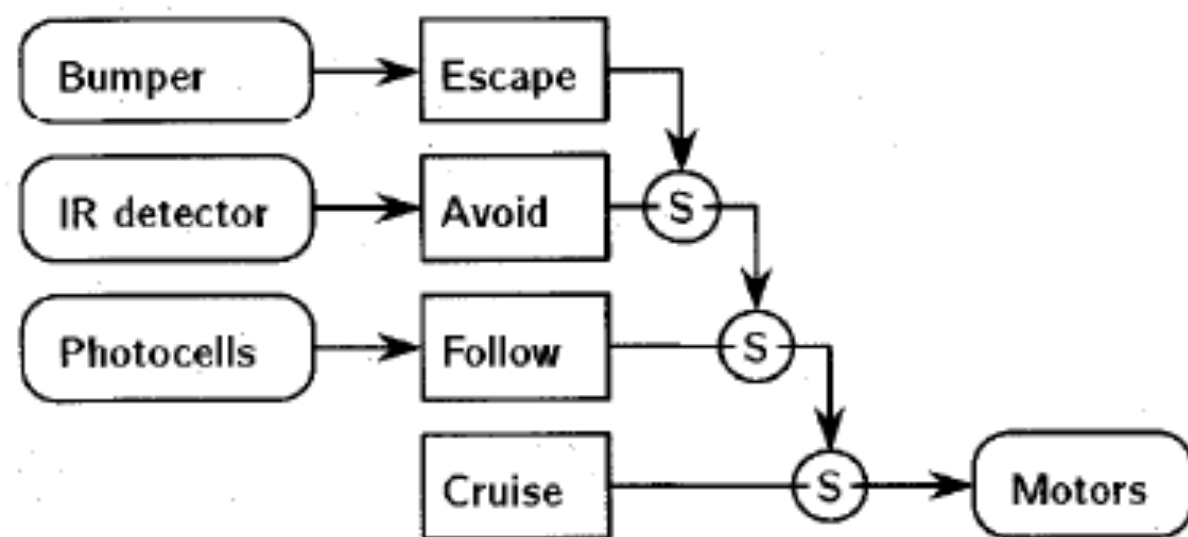 Bumper
Escape
IR detector
Avoid
S
Photocells
Follow
S
Cruise
S
Motors